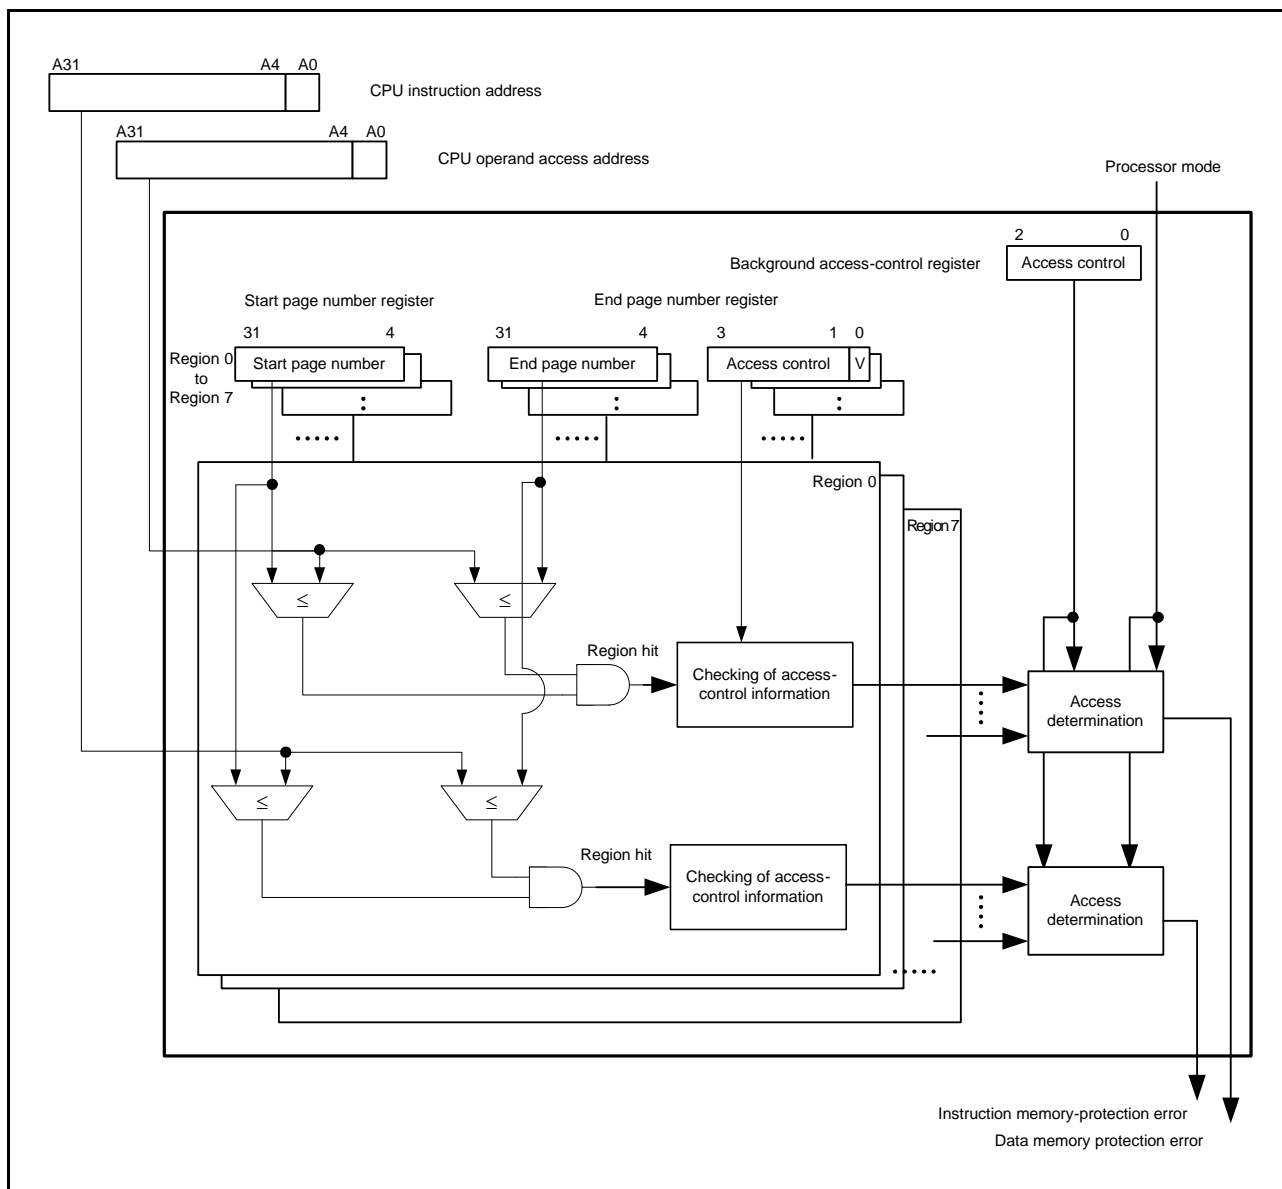 A31 A4 A0
CPU instruction address
A31 A4 A0
CPU operand access address
Processor mode
2 0
Background access-control register
Access control
Start page number register
End page number register
31 4
31 4
3 1 0
Region 0
to
Region 7
Start page number
End page number
Access control V
:
:
:
.....
.....
.....
Region 0
Region 7
≤
≤
Region hit
Checking of access-
control information
Access
determination
≤
≤
Region hit
Checking of access-
control information
Access
determination
.....
Instruction memory-protection error
Data memory protection error